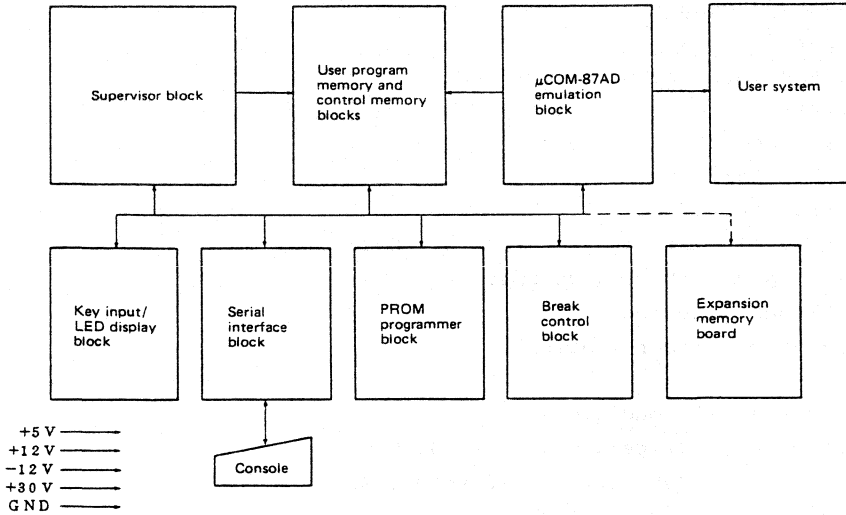 Supervisor block
User program
memory and
control memory
blocks
μCOM-87AD
emulation
block
User system
Key input/
LED display
block
Serial
interface
block
PROM
programmer
block
Break
control
block
Expansion
memory
board
+5 V
+12 V
−12 V
+30 V
GND
Console